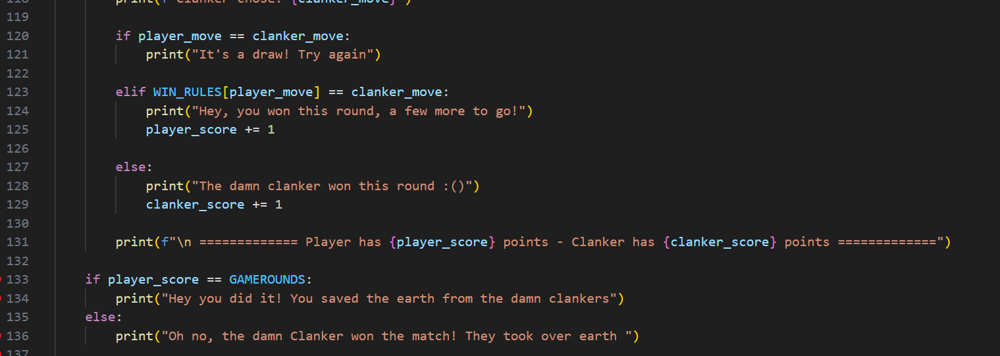 118 print(f"Clanker chose: {clanker_move}")
119
120 if player_move == clanker_move:
121 print("It's a draw! Try again")
122
123 elif WIN_RULES[player_move] == clanker_move:
124 print("Hey, you won this round, a few more to go!")
125 player_score += 1
126
127 else:
128 print("The damn clanker won this round :()")
129 clanker_score += 1
130
131 print(f"\n ============= Player has {player_score} points - Clanker has {clanker_score} points =============")
132
133 if player_score == GAMEROUNDS:
134 print("Hey you did it! You saved the earth from the damn clankers")
135 else:
136 print("Oh no, the damn Clanker won the match! They took over earth ")
137